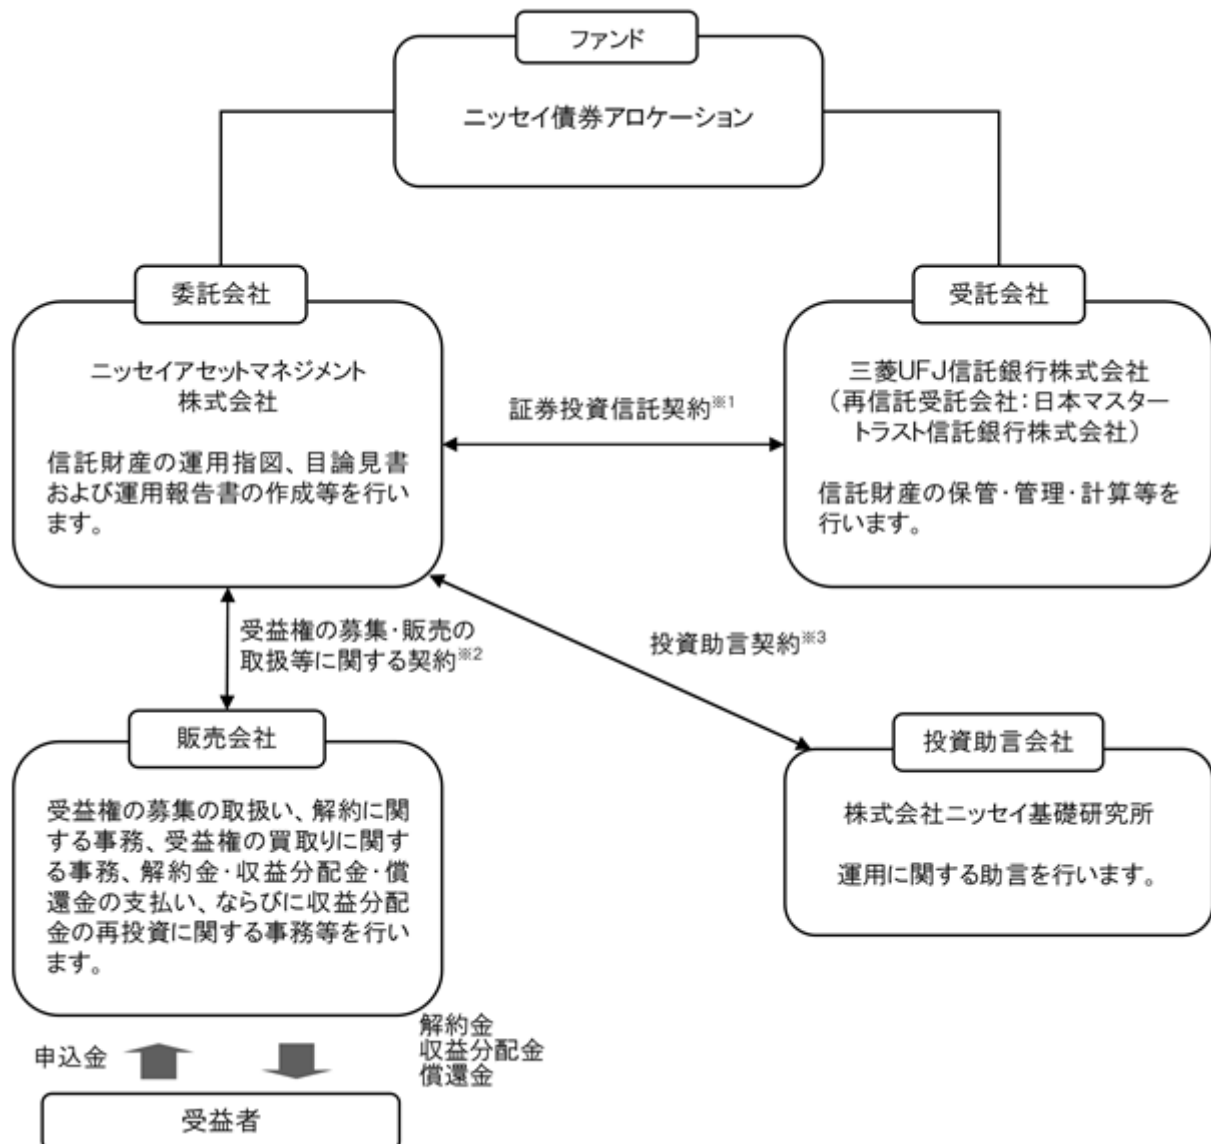 ファンド
ニッセイ債券アロケーション
委託会社
ニッセイアセットマネジメント
株式会社
信託財産の運用指図、目論見書
および運用報告書の作成等を行い
ます。
証券投資信託契約※1
受託会社
三菱UFJ信託銀行株式会社
（再信託受託会社：日本マスター
トラスト信託銀行株式会社）
信託財産の保管・管理・計算等を
行います。
受益権の募集・販売の
取扱等に関する契約※2
投資助言契約※3
販売会社
受益権の募集の取扱い、解約に関
する事務、受益権の買取りに関す
る事務、解約金・収益分配金・償
還金の支払い、ならびに収益分配
金の再投資に関する事務等を行い
ます。
投資助言会社
株式会社ニッセイ基礎研究所
運用に関する助言を行います。
申込金
解約金
収益分配金
償還金
受益者